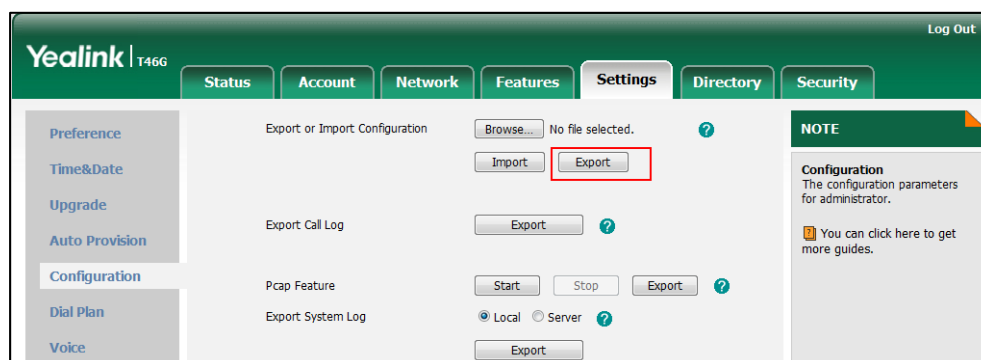 Log Out
Yealink | T46G
Status Account Network Features Settings Directory Security
Preference
Time&Date
Upgrade
Auto Provision
Configuration
Dial Plan
Voice
Export or Import Configuration Browse... No file selected. ?
Import Export
Export Call Log Export ?
Pcap Feature Start Stop Export ?
Export System Log Local Server ?
Export
NOTE
Configuration
The configuration parameters
for administrator.
? You can click here to get
more guides.